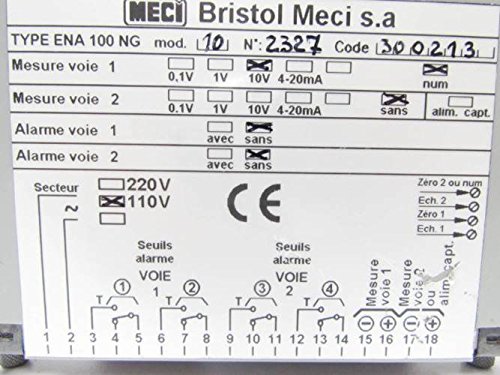 MECI Bristol Meci s.a
TYPE ENA 100 NG mod. 10 N°: 2327 Code 300213
Mesure voie 1
0,1V 1V 10V 4-20mA num
Mesure voie 2
0,1V 1V 10V 4-20mA sans alim. capt.
Alarme voie 1
avec sans
Alarme voie 2
avec sans
Secteur 220V
~ 110V
CE
Zéro 2 ou num
Ech. 2
Zéro 1
Ech. 1
Seuils alarme VOIE 1
Seuils alarme VOIE 2
T 1 T 2 T 3 T 4
Mesure voie 1
Mesure voie 2 ou alim. capt.
- + - +
1 2 3 4 5 6 7 8 9 10 11 12 13 14 15 16 17 18